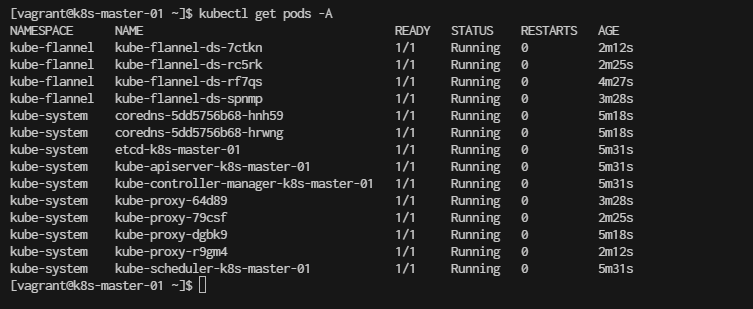 [vagrant@k8s-master-01 ~]$ kubectl get pods -A
NAMESPACE NAME READY STATUS RESTARTS AGE
kube-flannel kube-flannel-ds-7ctkn 1/1 Running 0 2m12s
kube-flannel kube-flannel-ds-rc5rk 1/1 Running 0 2m25s
kube-flannel kube-flannel-ds-rf7qs 1/1 Running 0 4m27s
kube-flannel kube-flannel-ds-spnmp 1/1 Running 0 3m28s
kube-system coredns-5dd5756b68-hnh59 1/1 Running 0 5m18s
kube-system coredns-5dd5756b68-hrwng 1/1 Running 0 5m18s
kube-system etcd-k8s-master-01 1/1 Running 0 5m31s
kube-system kube-apiserver-k8s-master-01 1/1 Running 0 5m31s
kube-system kube-controller-manager-k8s-master-01 1/1 Running 0 5m31s
kube-system kube-proxy-64d89 1/1 Running 0 3m28s
kube-system kube-proxy-79csf 1/1 Running 0 2m25s
kube-system kube-proxy-dgbk9 1/1 Running 0 5m18s
kube-system kube-proxy-r9gm4 1/1 Running 0 2m12s
kube-system kube-scheduler-k8s-master-01 1/1 Running 0 5m31s
[vagrant@k8s-master-01 ~]$